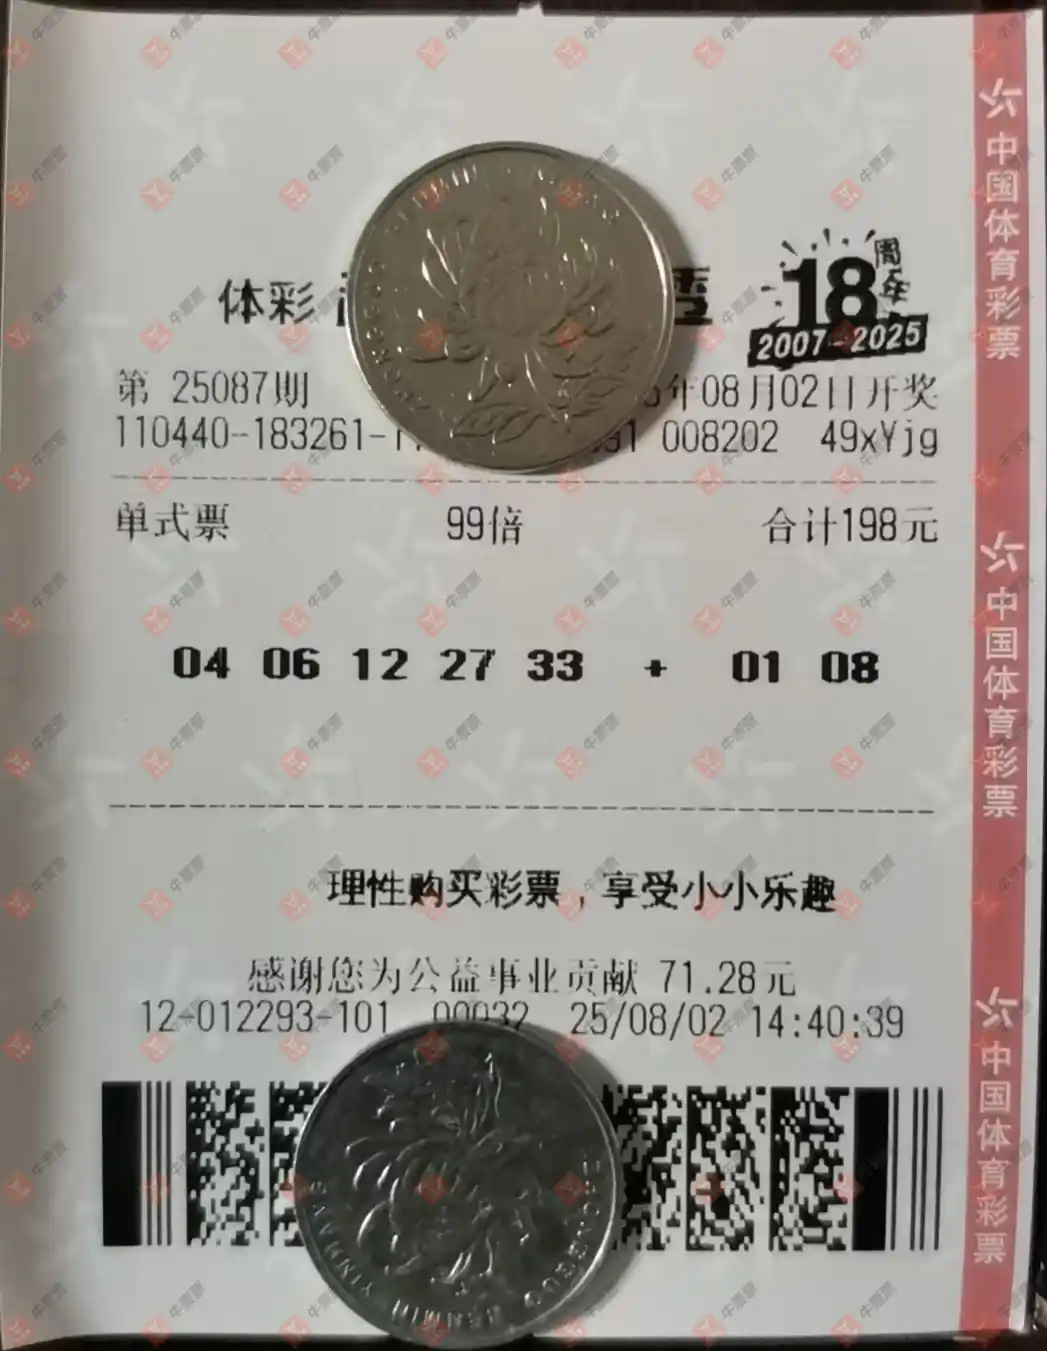 体彩
18周年
2007-2025
第 25087期
年08月02日开奖
110440-183261-1
31 008202 49xYjg
单式票 99倍 合计198元
04 06 12 27 33 + 01 08
理性购买彩票，享受小小乐趣
感谢您为公益事业贡献 71.28元
12-012293-101 00032 25/08/02 14:40:39
中国体育彩票
中国体育彩票
中国体育彩票